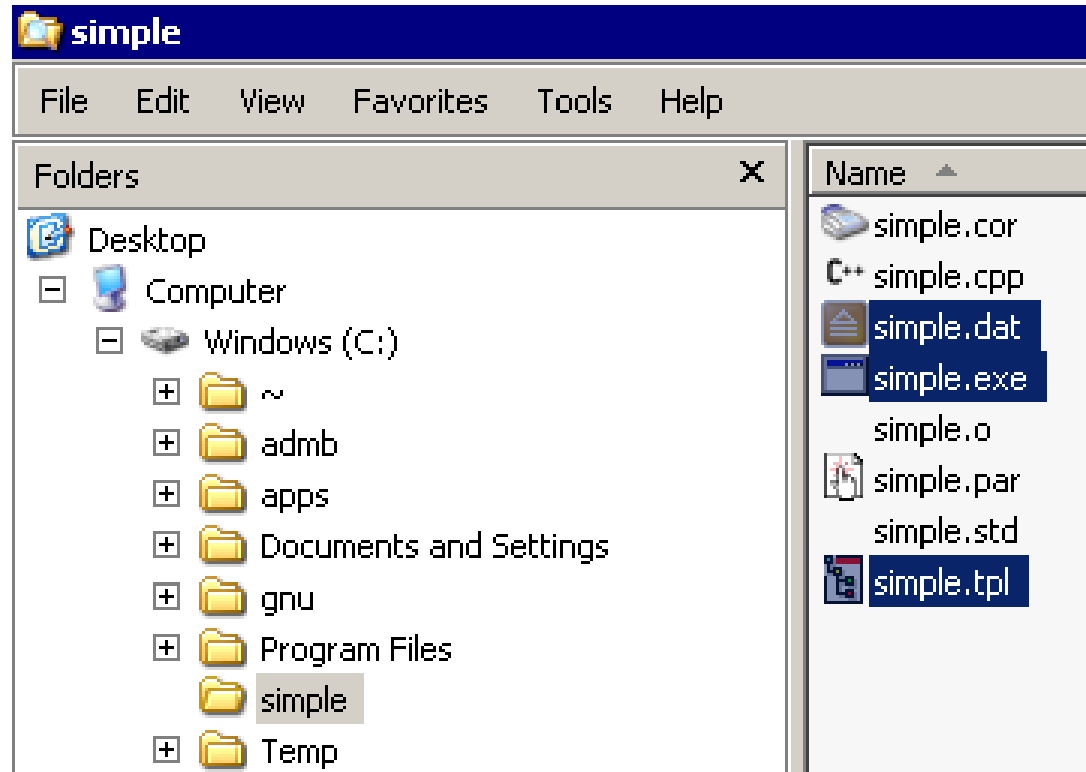 simple
File Edit View Favorites Tools Help
Folders
Desktop
Computer
Windows (C:)
~
admb
apps
Documents and Settings
gnu
Program Files
simple
Temp
Name
simple.cor
C++ simple.cpp
simple.dat
simple.exe
simple.o
simple.par
simple.std
simple.tpl